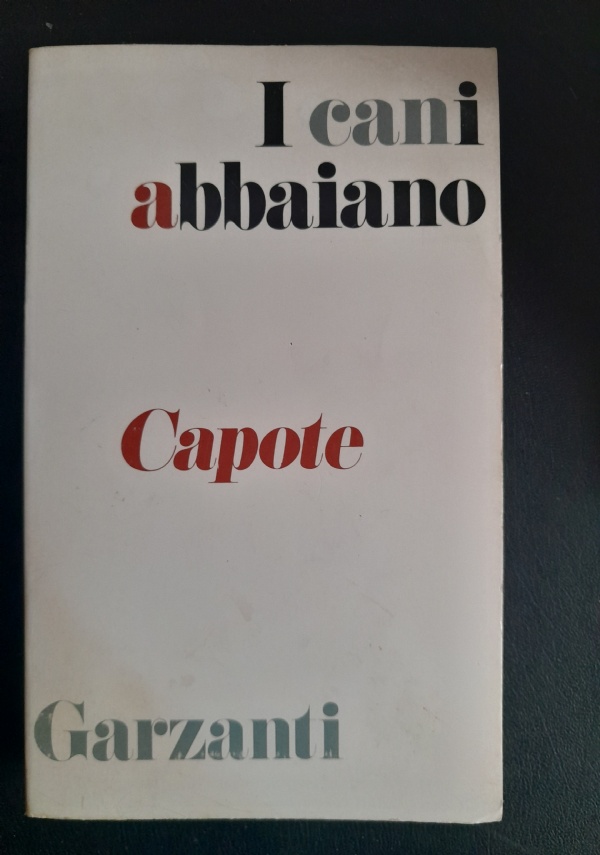 I cani
abbaiano
Capote
Garzanti